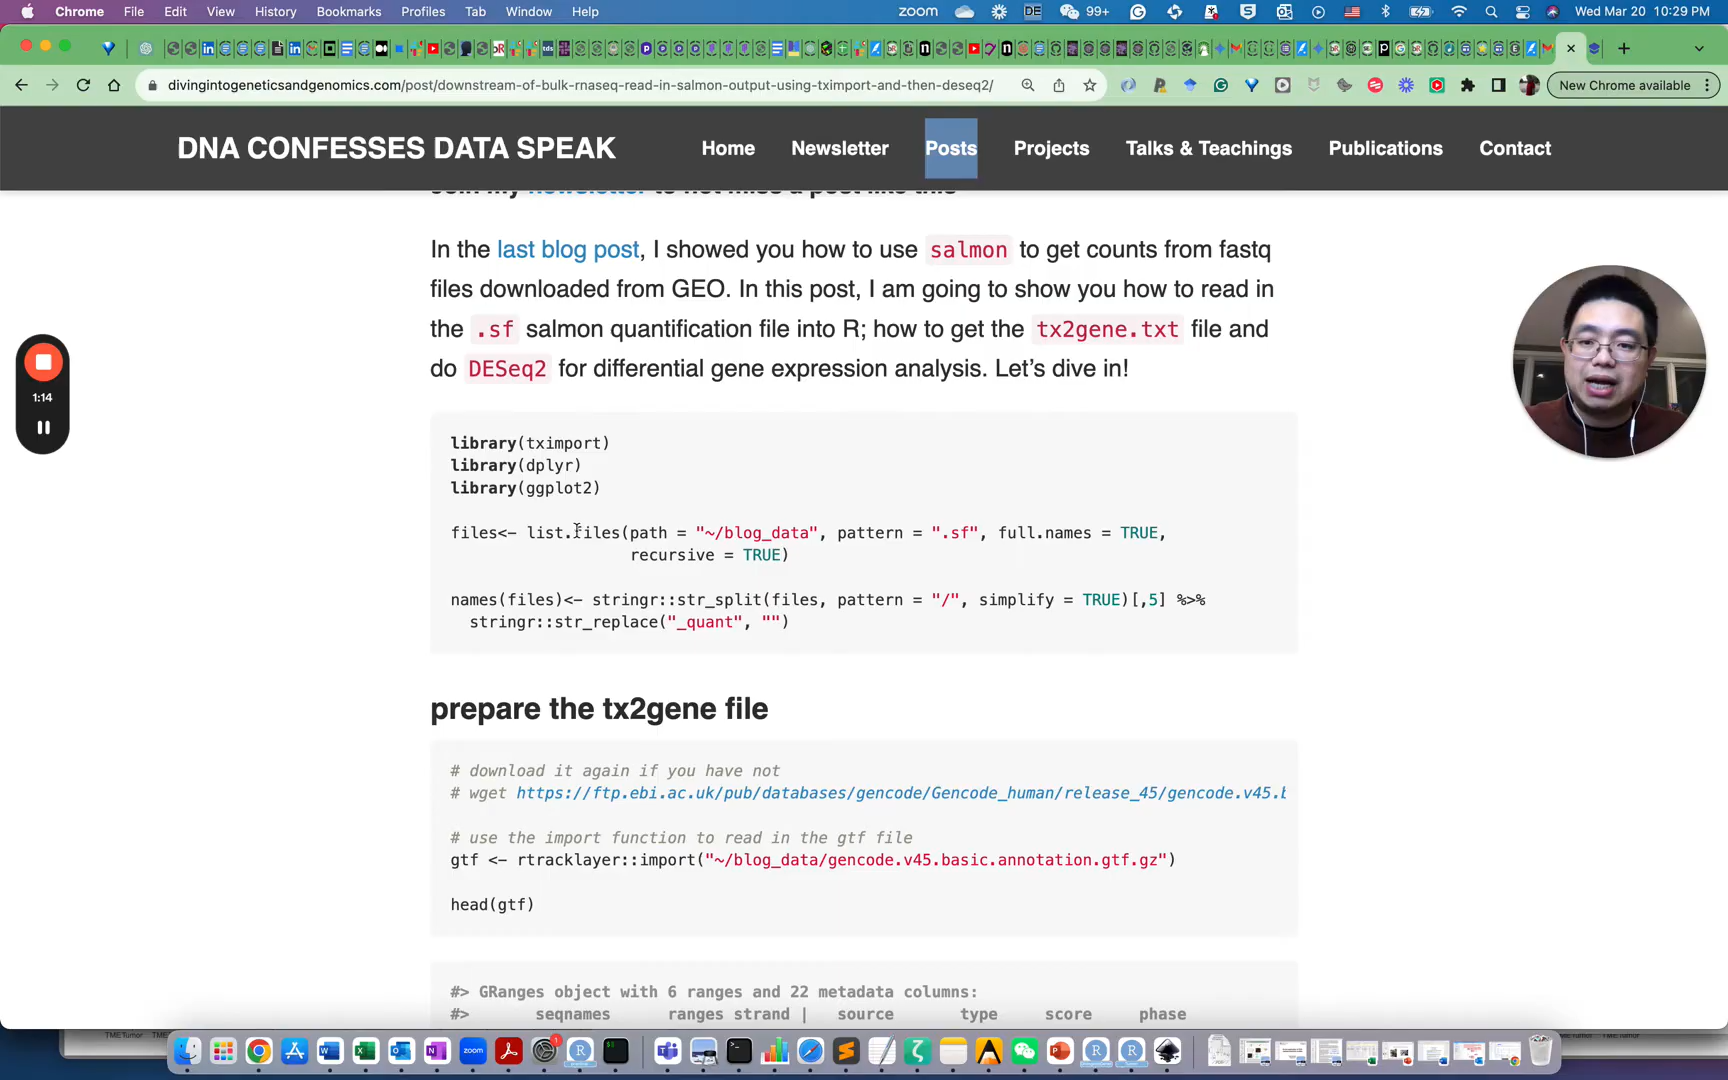 Chrome File Edit View History Bookmarks Profiles Tab Window Help zoom DE 99+ Wed Mar 20 10:29 PM
divingintogeneticsandgenomics.com/post/downstream-of-bulk-rnaseq-read-in-salmon-output-using-tximport-and-then-deseq2/ New Chrome available
DNA CONFESSES DATA SPEAK Home Newsletter Posts Projects Talks & Teachings Publications Contact
Join my newsletter to not miss a post like this
In the last blog post, I showed you how to use salmon to get counts from fastq
files downloaded from GEO. In this post, I am going to show you how to read in
the .sf salmon quantification file into R; how to get the tx2gene.txt file and
do DESeq2 for differential gene expression analysis. Let’s dive in!
1:14
library(tximport)
library(dplyr)
library(ggplot2)
files<- list.files(path = "~/blog_data", pattern = ".sf", full.names = TRUE,
recursive = TRUE)
names(files)<- stringr::str_split(files, pattern = "/", simplify = TRUE)[,5] %>%
stringr::str_replace("_quant", "")
prepare the tx2gene file
# download it again if you have not
# wget https://ftp.ebi.ac.uk/pub/databases/gencode/Gencode_human/release_45/gencode.v45.b
# use the import function to read in the gtf file
gtf <- rtracklayer::import("~/blog_data/gencode.v45.basic.annotation.gtf.gz")
head(gtf)
#> GRanges object with 6 ranges and 22 metadata columns:
#> seqnames ranges strand | source type score phase